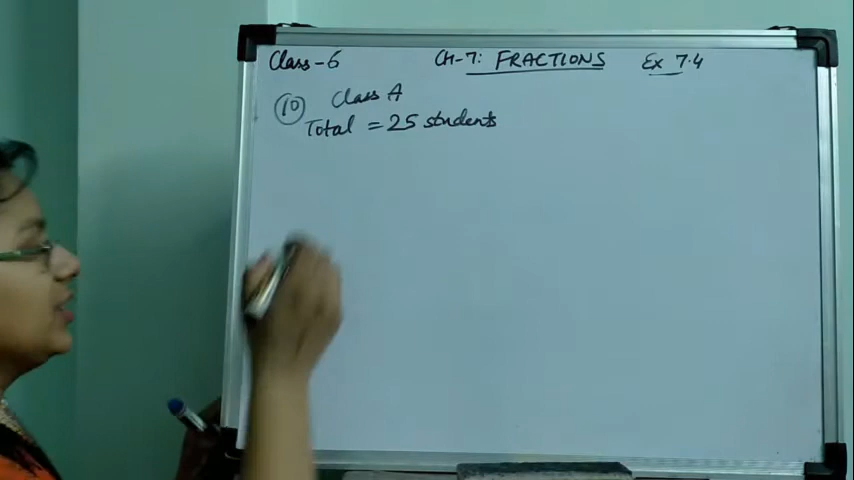 Class-6 Ch-7: FRACTIONS Ex 7.4
10 Class A
Total = 25 students